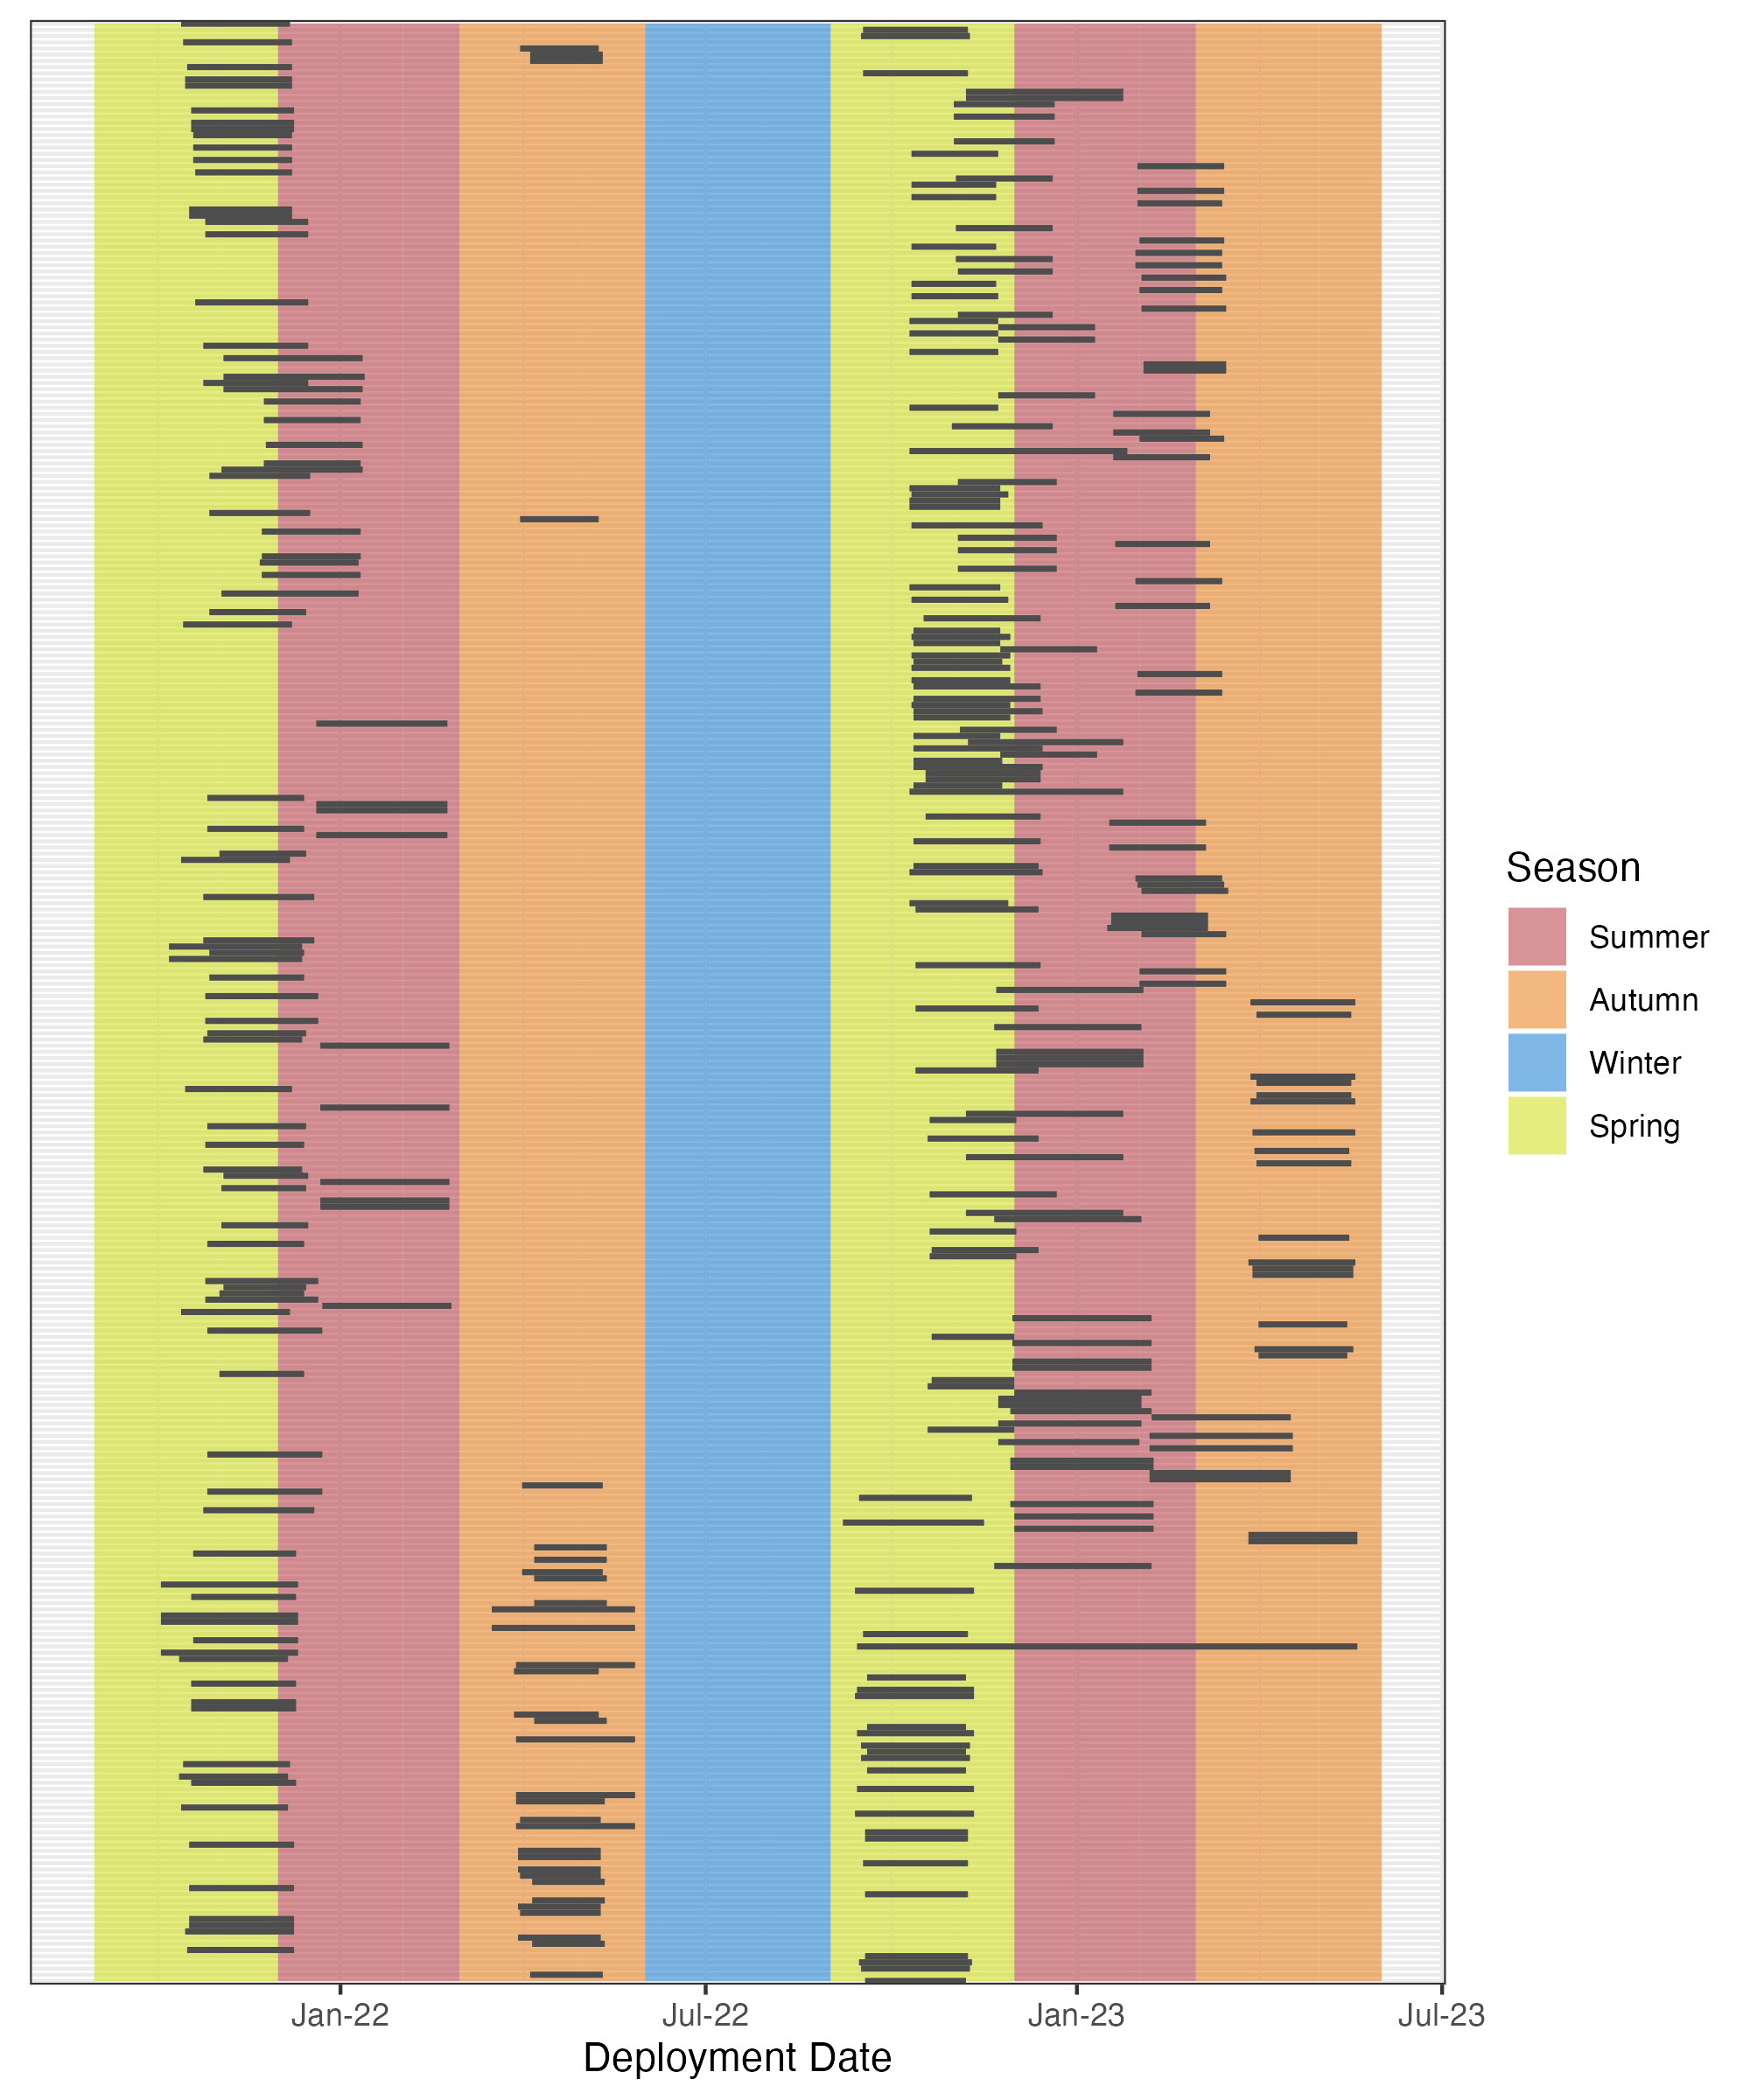 Jan-22
Jul-22
Jan-23
Jul-23
Deployment Date
Season
Summer
Autumn
Winter
Spring